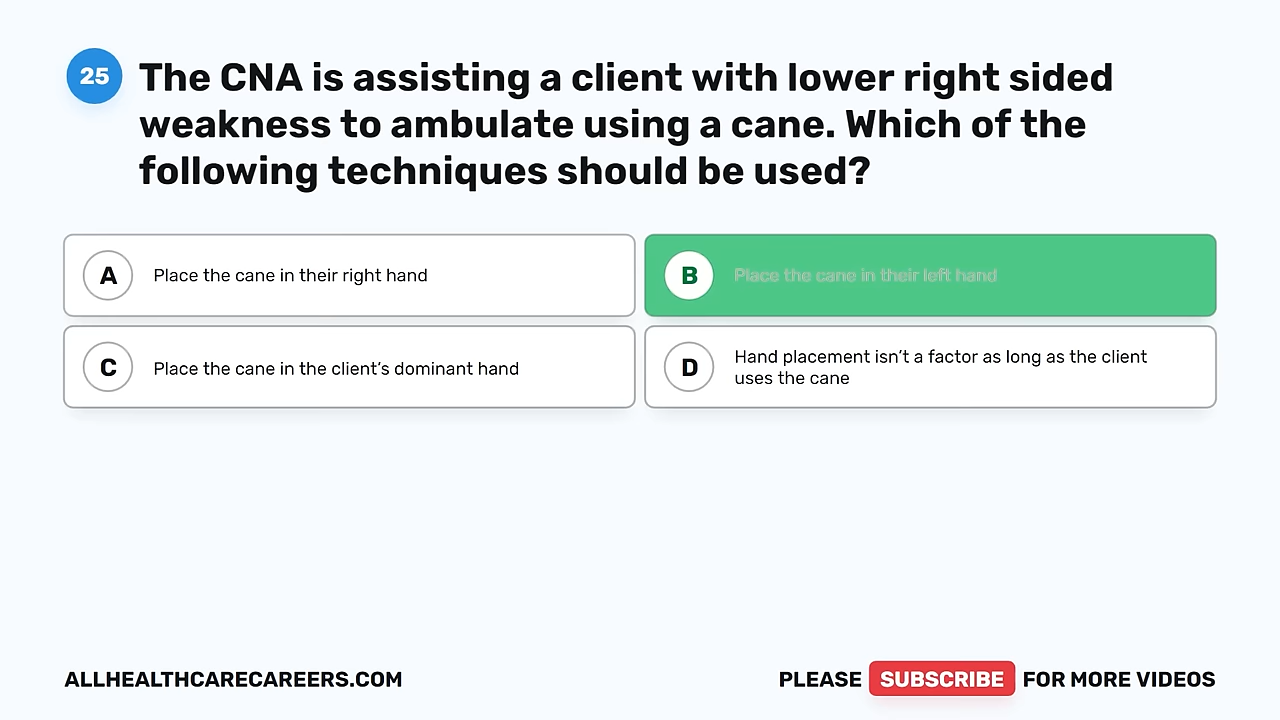 25
The CNA is assisting a client with lower right sided
weakness to ambulate using a cane. Which of the
following techniques should be used?
A
Place the cane in their right hand
B
Place the cane in their left hand
C
Place the cane in the client's dominant hand
D
Hand placement isn't a factor as long as the client
uses the cane
ALLHEALTHCARECAREERS.COM
PLEASE SUBSCRIBE FOR MORE VIDEOS